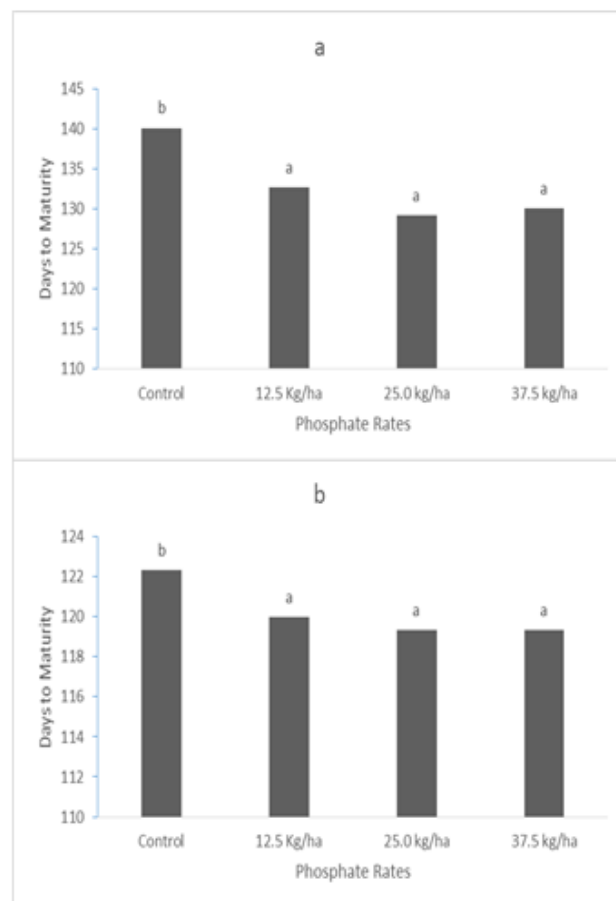 a
145
140
135
130
125
120
115
110
Days to Maturity
b
a
a
a
Control
12.5 Kg/ha
25.0 kg/ha
37.5 kg/ha
Phosphate Rates
b
124
122
120
118
116
114
112
110
Days to Maturity
b
a
a
a
Control
12.5 Kg/ha
25.0 kg/ha
37.5 kg/ha
Phosphate Rates